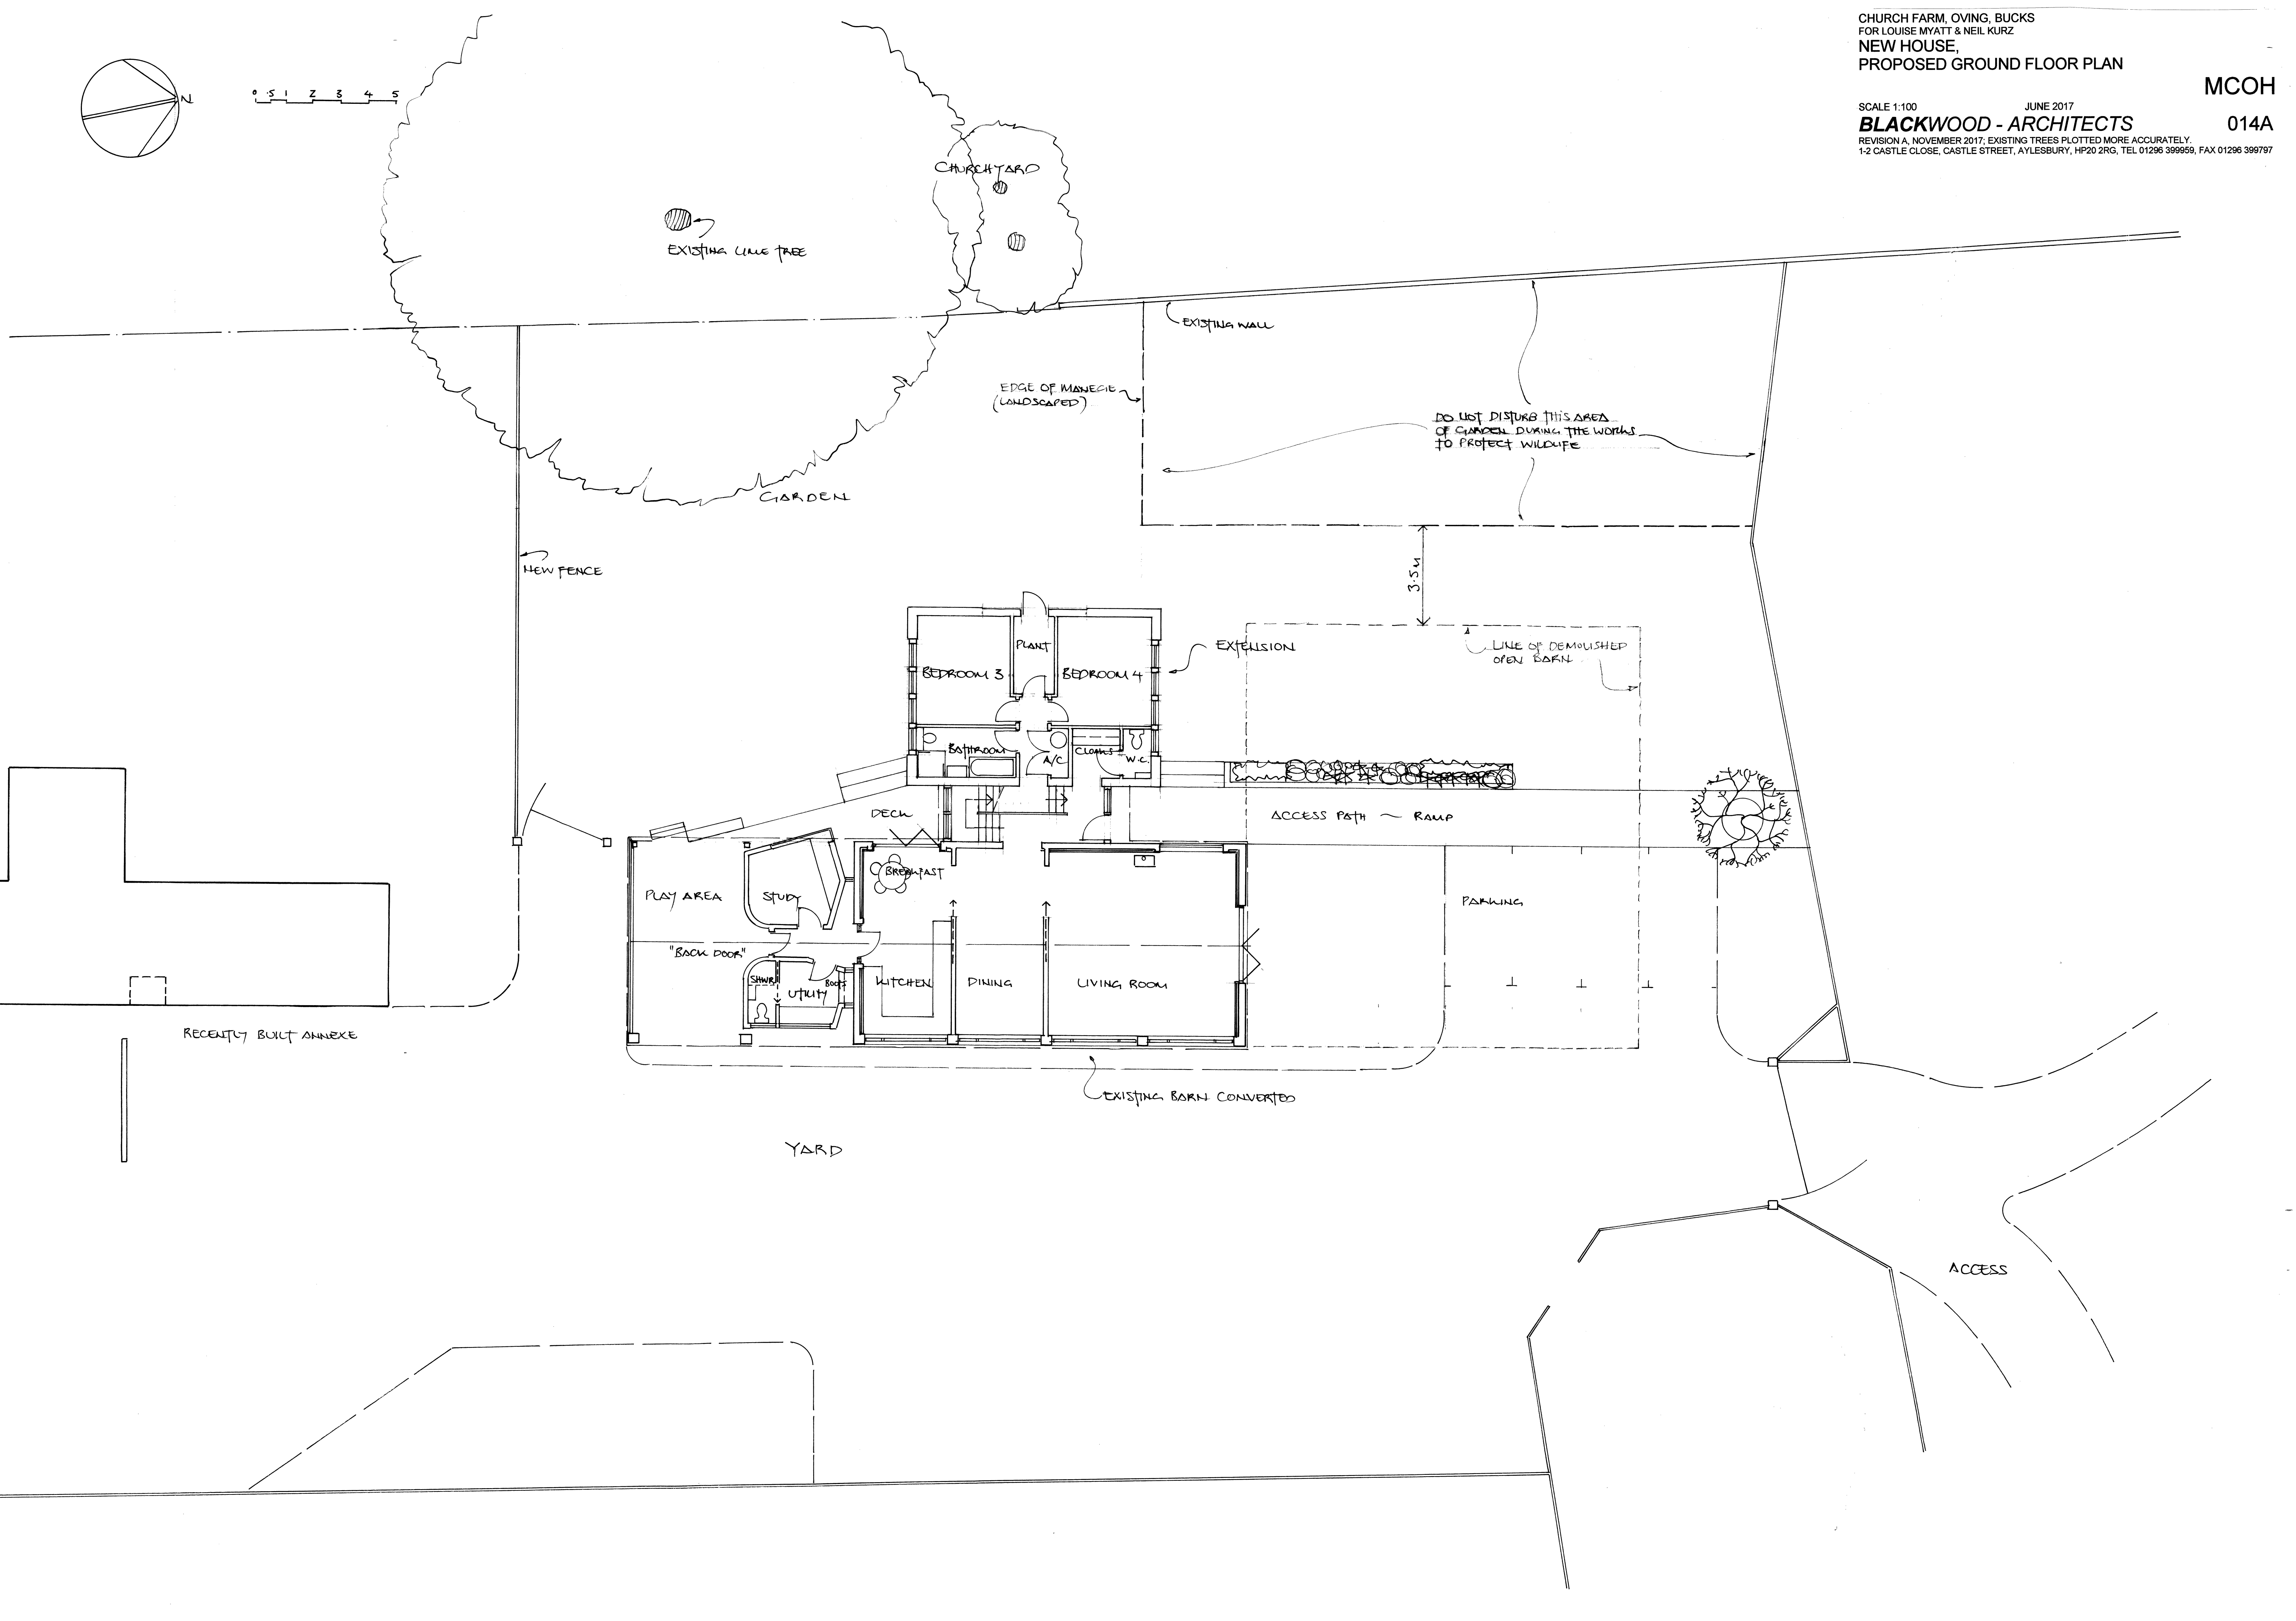 CHURCH FARM, OVING, BUCKS
FOR LOUISE MYATT & NEIL KURZ
NEW HOUSE,
PROPOSED GROUND FLOOR PLAN
MCOH
SCALE 1:100 JUNE 2017
BLACKWOOD - ARCHITECTS 014A
REVISION A, NOVEMBER 2017; EXISTING TREES PLOTTED MORE ACCURATELY.
1-2 CASTLE CLOSE, CASTLE STREET, AYLESBURY, HP20 2RG, TEL 01296 399959, FAX 01296 399797
N
0 .5 1 2 3 4 5
CHURCHYARD
EXISTING LIME TREE
EXISTING WALL
EDGE OF MANEGE
(LANDSCAPED)
DO NOT DISTURB THIS AREA
OF GARDEN DURING THE WORKS
TO PROTECT WILDLIFE
GARDEN
NEW FENCE
3.5M
PLANT
EXTENSION
LINE OF DEMOLISHED
OPEN BARN
BEDROOM 3
BEDROOM 4
BATHROOM
A/C
CLOAKS
W.C.
DECK
ACCESS PATH ~ RAMP
BREAKFAST
PLAY AREA
STUDY
PARKING
"BACK DOOR"
SHWR
UTILITY
BOOTS
KITCHEN
DINING
LIVING ROOM
RECENTLY BUILT ANNEXE
EXISTING BARN CONVERTED
YARD
ACCESS